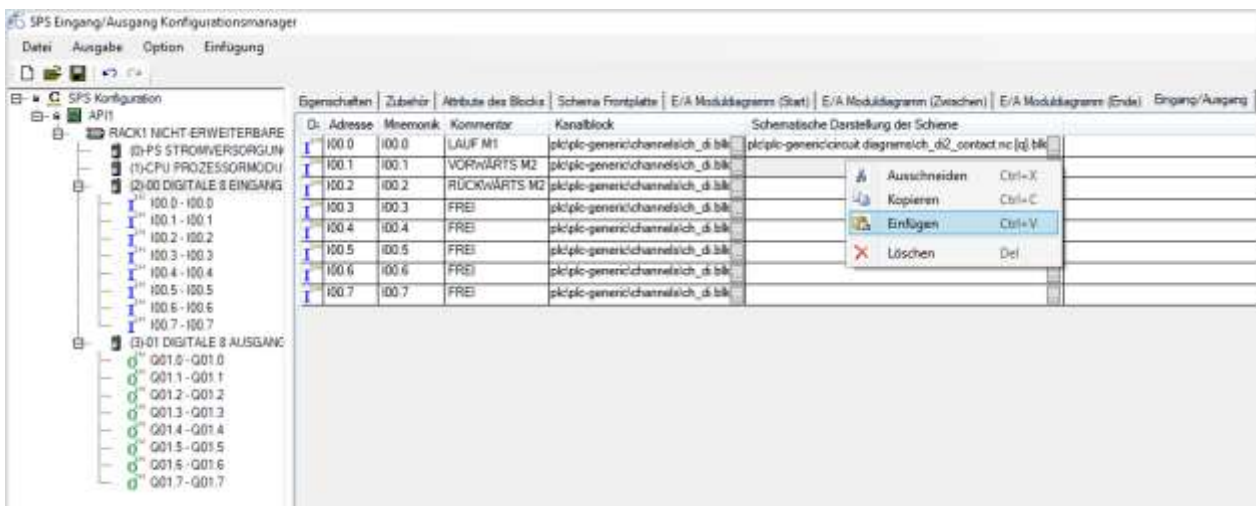 SPS Eingang/Ausgang Konfigurationsmanager
Datei Ausgabe Option Einfügung
SPS Konfiguration
API1
RACK1 NICHT-ERWEITERBARE
(0)-PS STROMVERSORGUN
(1)-CPU PROZESSORMODU
(2)-00 DIGITALE 8 EINGANG
I00.0 - I00.0
I00.1 - I00.1
I00.2 - I00.2
I00.3 - I00.3
I00.4 - I00.4
I00.5 - I00.5
I00.6 - I00.6
I00.7 - I00.7
(3)-01 DIGITALE 8 AUSGANG
Q01.0 - Q01.0
Q01.1 - Q01.1
Q01.2 - Q01.2
Q01.3 - Q01.3
Q01.4 - Q01.4
Q01.5 - Q01.5
Q01.6 - Q01.6
Q01.7 - Q01.7
Eigenschaften Zubehör Attribute des Blocks Schema Frontplatte E/A Moduldiagramm (Start) E/A Moduldiagramm (Zwischen) E/A Moduldiagramm (Ende) Eingang/Ausgang
Adresse Mnemonik Kommentar Kanalblock Schematische Darstellung der Schiene
I00.0 I00.0 LAUF M1 plc\plc-generic\channels\ch_di.blk plc\plc-generic\circuit diagrams\ch_di2_contact nc [q].blk
I00.1 I00.1 VORWÄRTS M2 plc\plc-generic\channels\ch_di.blk
I00.2 I00.2 RÜCKWÄRTS M2 plc\plc-generic\channels\ch_di.blk
I00.3 I00.3 FREI plc\plc-generic\channels\ch_di.blk
I00.4 I00.4 FREI plc\plc-generic\channels\ch_di.blk
I00.5 I00.5 FREI plc\plc-generic\channels\ch_di.blk
I00.6 I00.6 FREI plc\plc-generic\channels\ch_di.blk
I00.7 I00.7 FREI plc\plc-generic\channels\ch_di.blk
Ausschneiden Ctrl+X
Kopieren Ctrl+C
Einfügen Ctrl+V
Löschen Del